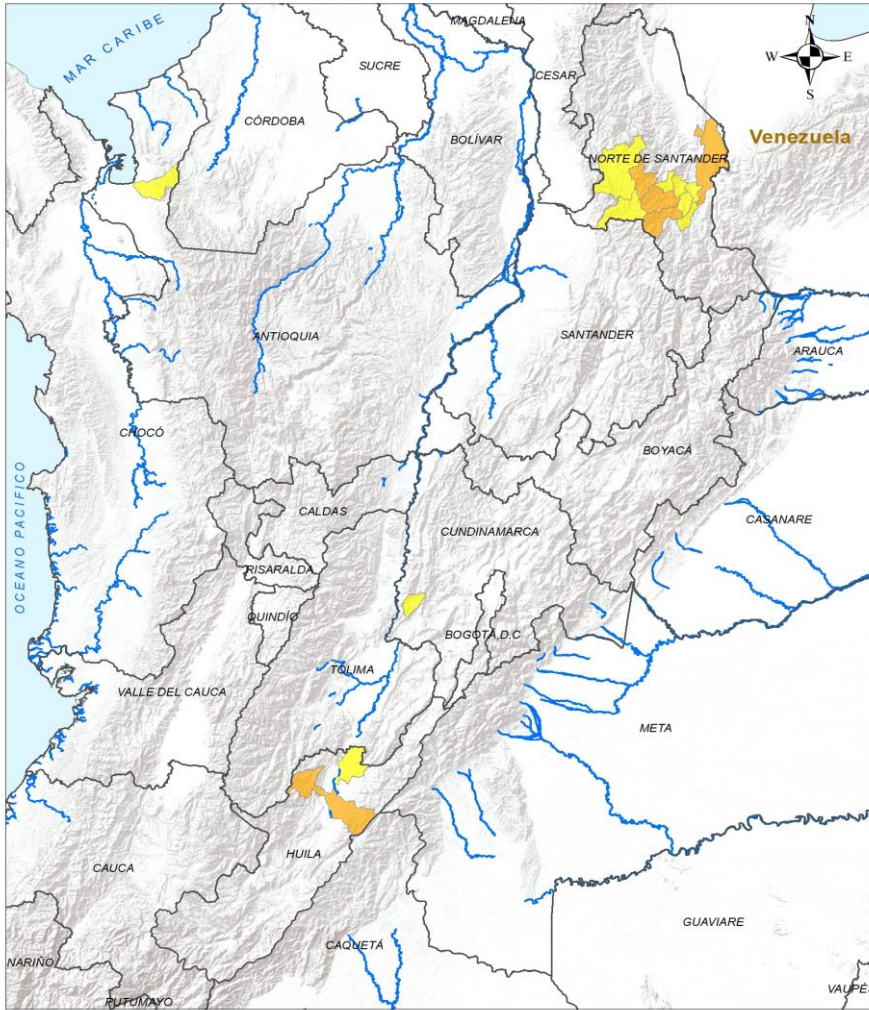 MAGDALENA
N
W E
S
MAR CARIBE
SUCRE
CESAR
CÓRDOBA
BOLÍVAR
Venezuela
NORTE DE SANTANDER
ANTIOQUIA
SANTANDER
ARAUCA
CHOCÓ
BOYACÁ
OCEANO PACIFICO
CALDAS
CUNDINAMARCA
CASANARE
RISARALDA
QUINDÍO
BOGOTÁ,D.C
TOLIMA
VALLE DEL CAUCA
META
HUILA
CAUCA
GUAVIARE
CAQUETÁ
NARIÑO
PUTUMAYO
VAUPÉS